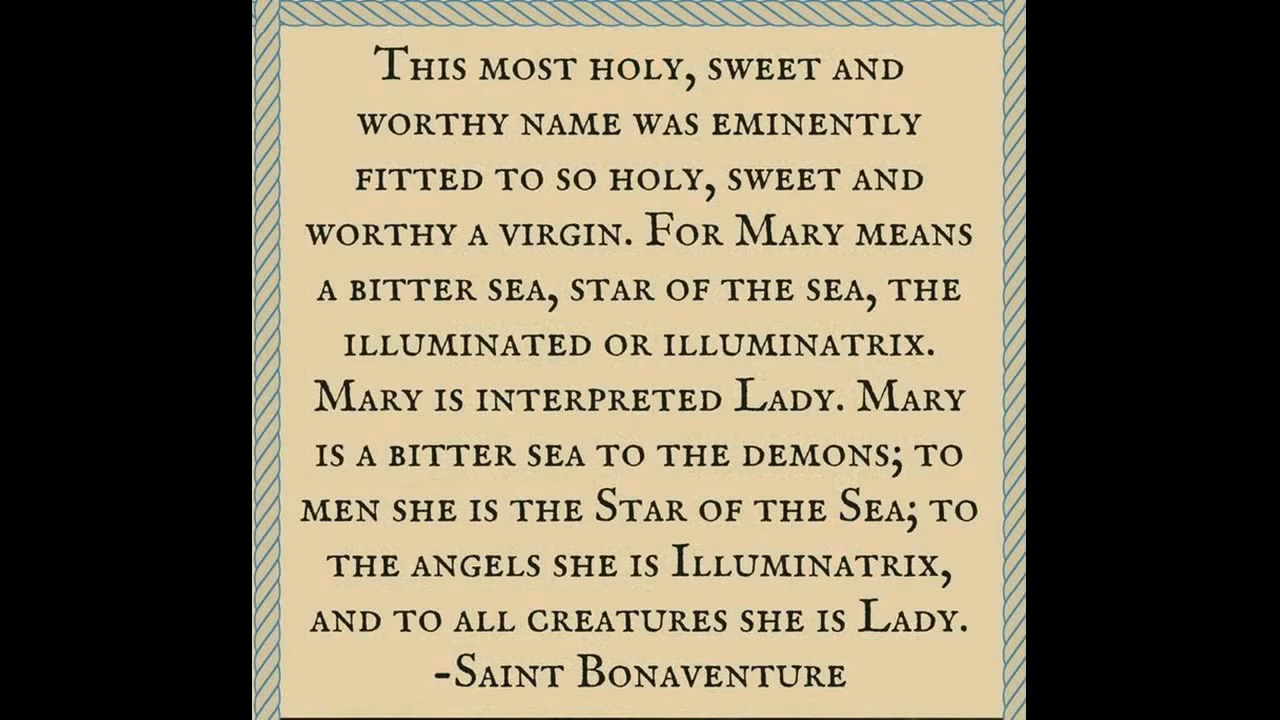 This most holy, sweet and
worthy name was eminently
fitted to so holy, sweet and
worthy a virgin. For Mary means
a bitter sea, star of the sea, the
illuminated or illuminatrix.
Mary is interpreted Lady. Mary
is a bitter sea to the demons; to
men she is the Star of the Sea; to
the angels she is Illuminatrix,
and to all creatures she is Lady.
-Saint Bonaventure